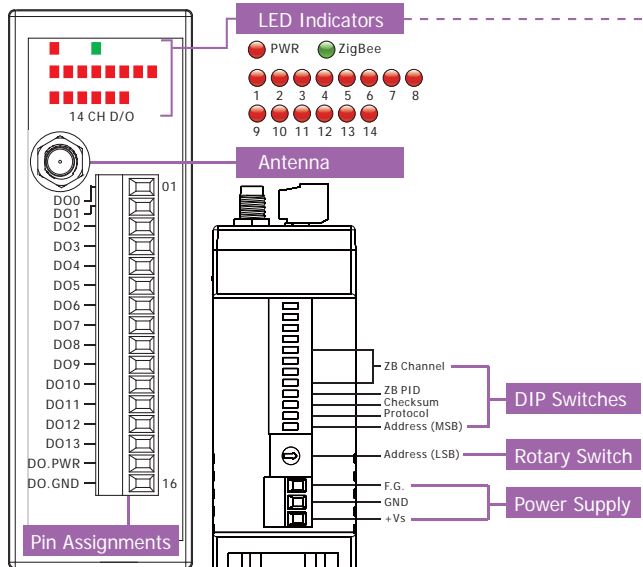 LED Indicators
PWR ZigBee
1 2 3 4 5 6 7 8
9 10 11 12 13 14
14 CH D/O
Antenna
01
DO0
DO1
DO2
DO3
DO4
DO5
DO6
DO7
DO8
DO9
DO10
DO11
DO12
DO13
DO.PWR
DO.GND
16
Pin Assignments
ZB Channel
ZB PID
Checksum
Protocol
Address (MSB)
DIP Switches
Address (LSB)
Rotary Switch
F.G.
GND
+Vs
Power Supply